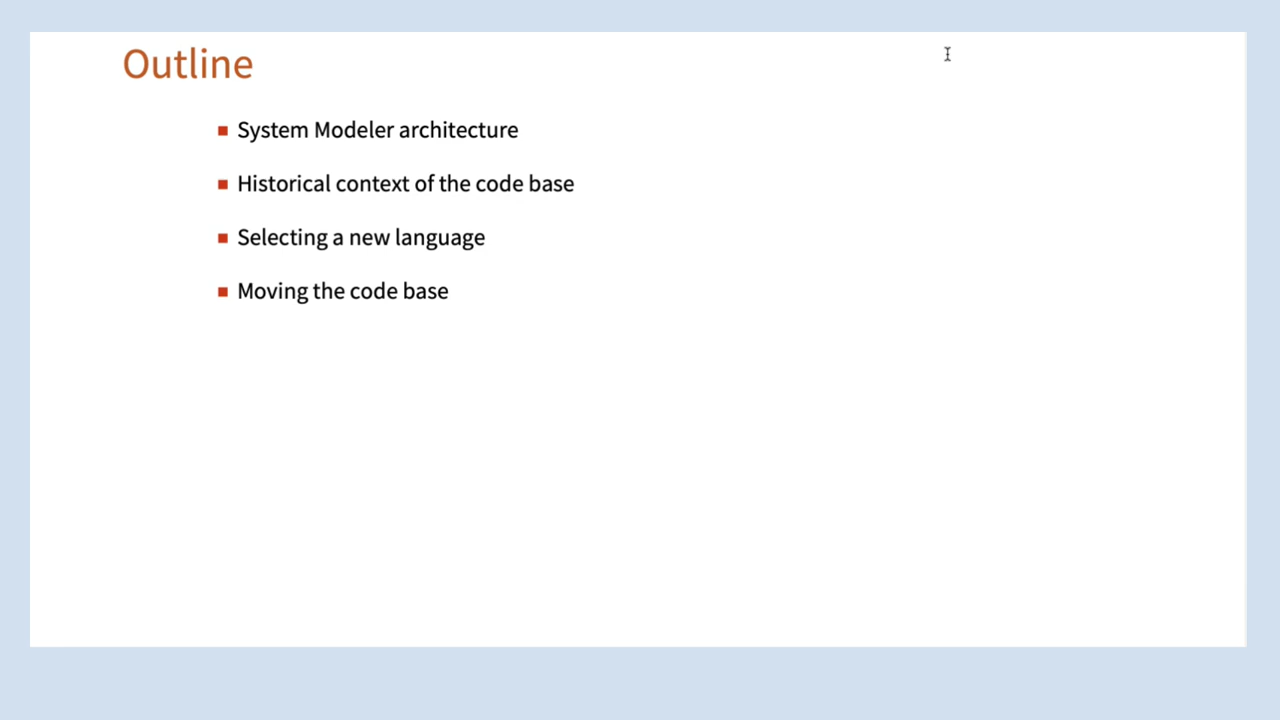 Outline
System Modeler architecture
Historical context of the code base
Selecting a new language
Moving the code base